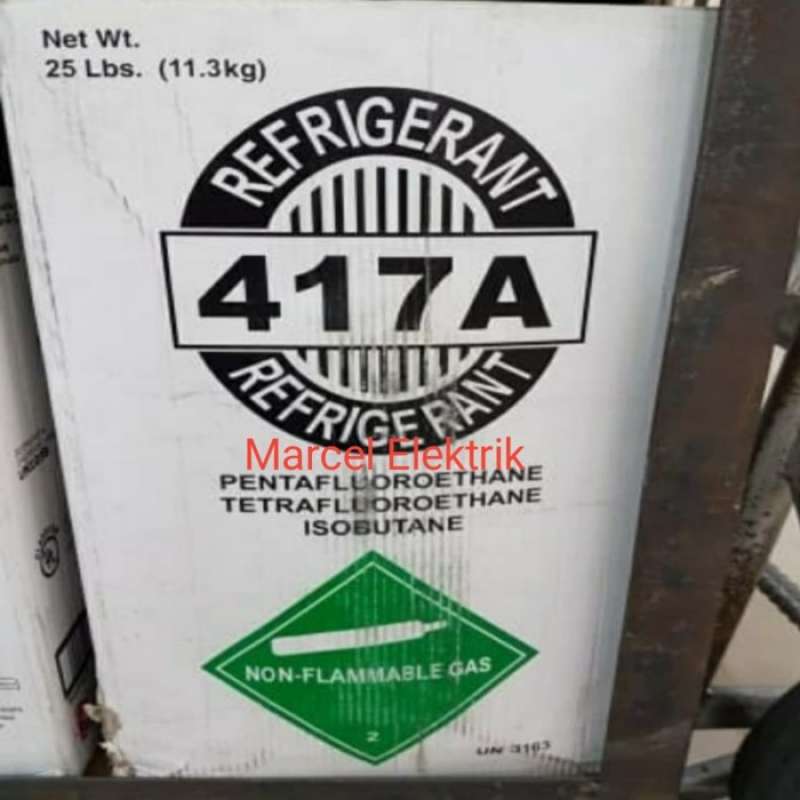 Net Wt.
25 Lbs. (11.3kg)
REFRIGERANT
417A
REFRIGERANT
Marcel Elektrik
PENTAFLUOROETHANE
TETRAFLUOROETHANE
ISOBUTANE
NON-FLAMMABLE GAS
2
UN 3163